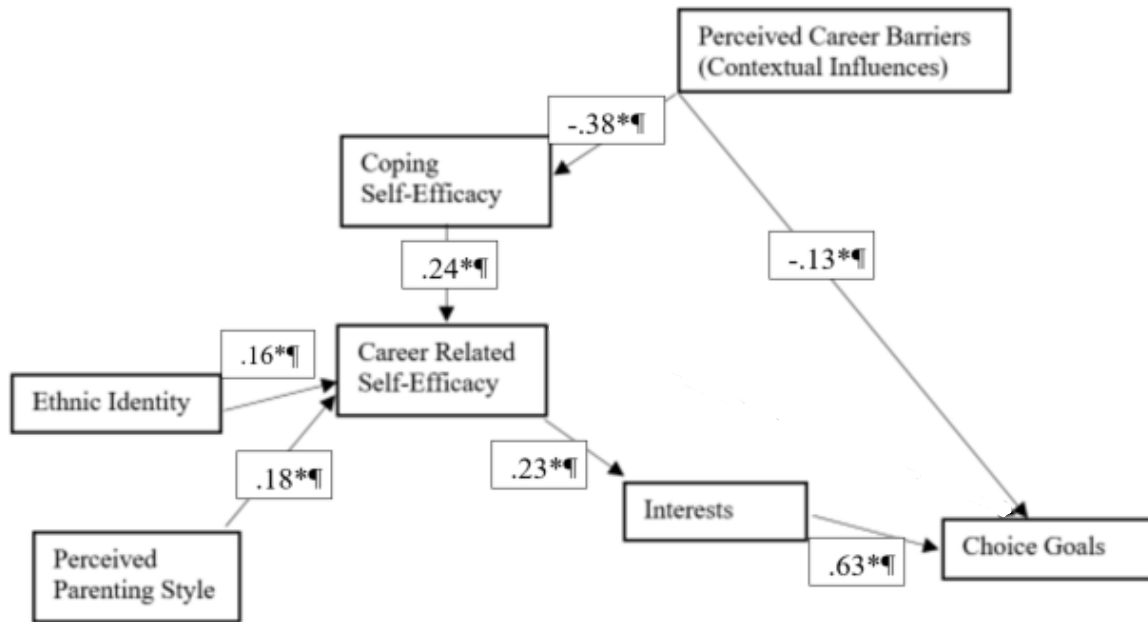 Perceived Career Barriers
(Contextual Influences)
-.38*¶
Coping
Self-Efficacy
.24*¶
-.13*¶
.16*¶
Career Related
Self-Efficacy
Ethnic Identity
.18*¶
.23*¶
Interests
Choice Goals
.63*¶
Perceived
Parenting Style